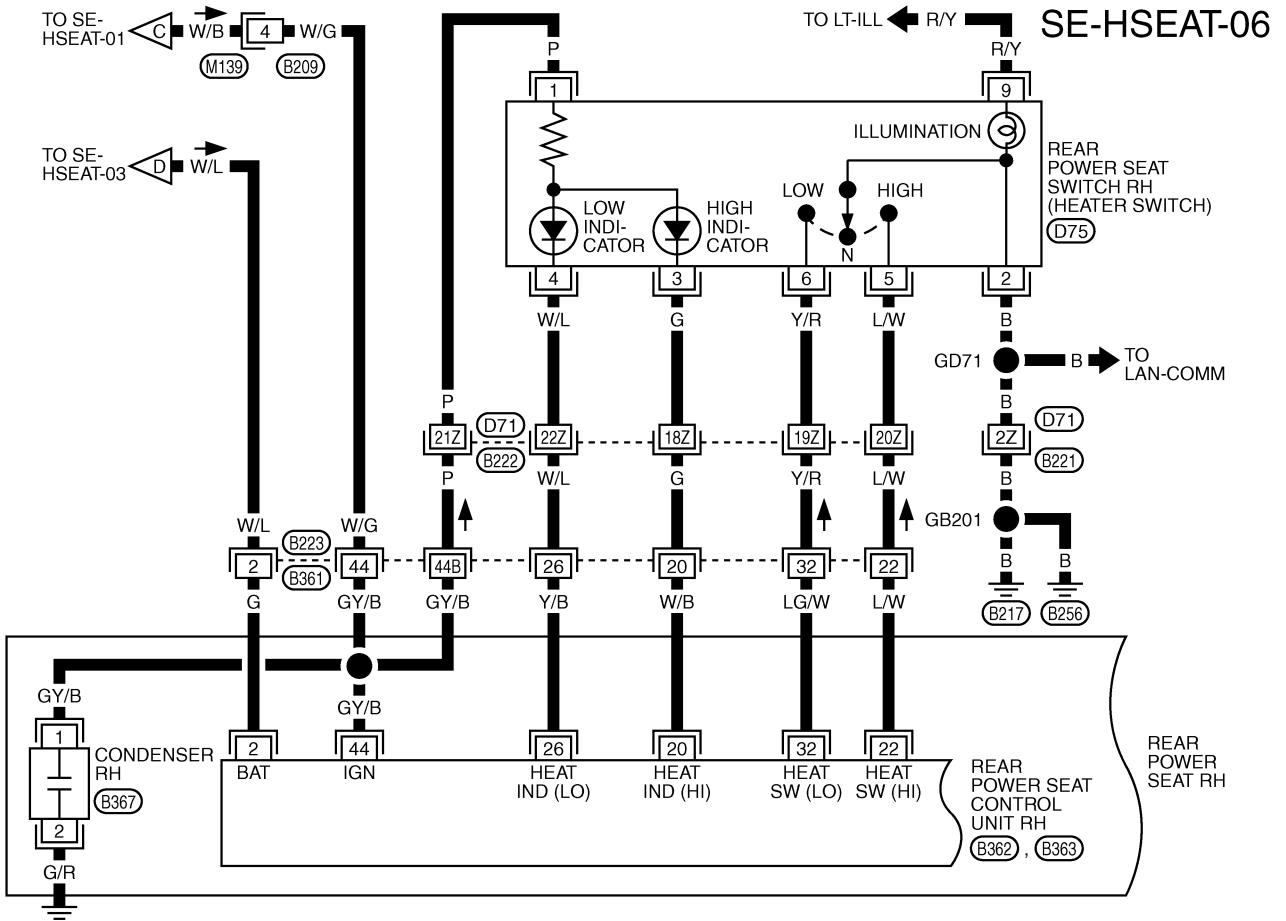 SE-HSEAT-06
TO SE-
HSEAT-01
C
W/B
4
W/G
M139
B209
TO LT-ILL
R/Y
R/Y
P
1
9
ILLUMINATION
TO SE-
HSEAT-03
D
W/L
LOW
INDI-
CATOR
HIGH
INDI-
CATOR
LOW
HIGH
N
REAR
POWER SEAT
SWITCH RH
(HEATER SWITCH)
D75
4
3
6
5
2
W/L
G
Y/R
L/W
B
GD71
B
TO
LAN-COMM
P
B
21Z
D71
B222
22Z
18Z
19Z
20Z
2Z
D71
B221
P
W/L
G
Y/R
L/W
B
W/L
W/G
GB201
2
B223
B361
44
44B
26
20
32
22
B
B
G
GY/B
GY/B
Y/B
W/B
LG/W
L/W
B217
B256
GY/B
GY/B
1
CONDENSER
RH
B367
2
G/R
2
44
26
20
32
22
BAT
IGN
HEAT
IND (LO)
HEAT
IND (HI)
HEAT
SW (LO)
HEAT
SW (HI)
REAR
POWER SEAT
CONTROL
UNIT RH
B362 , B363
REAR
POWER
SEAT RH